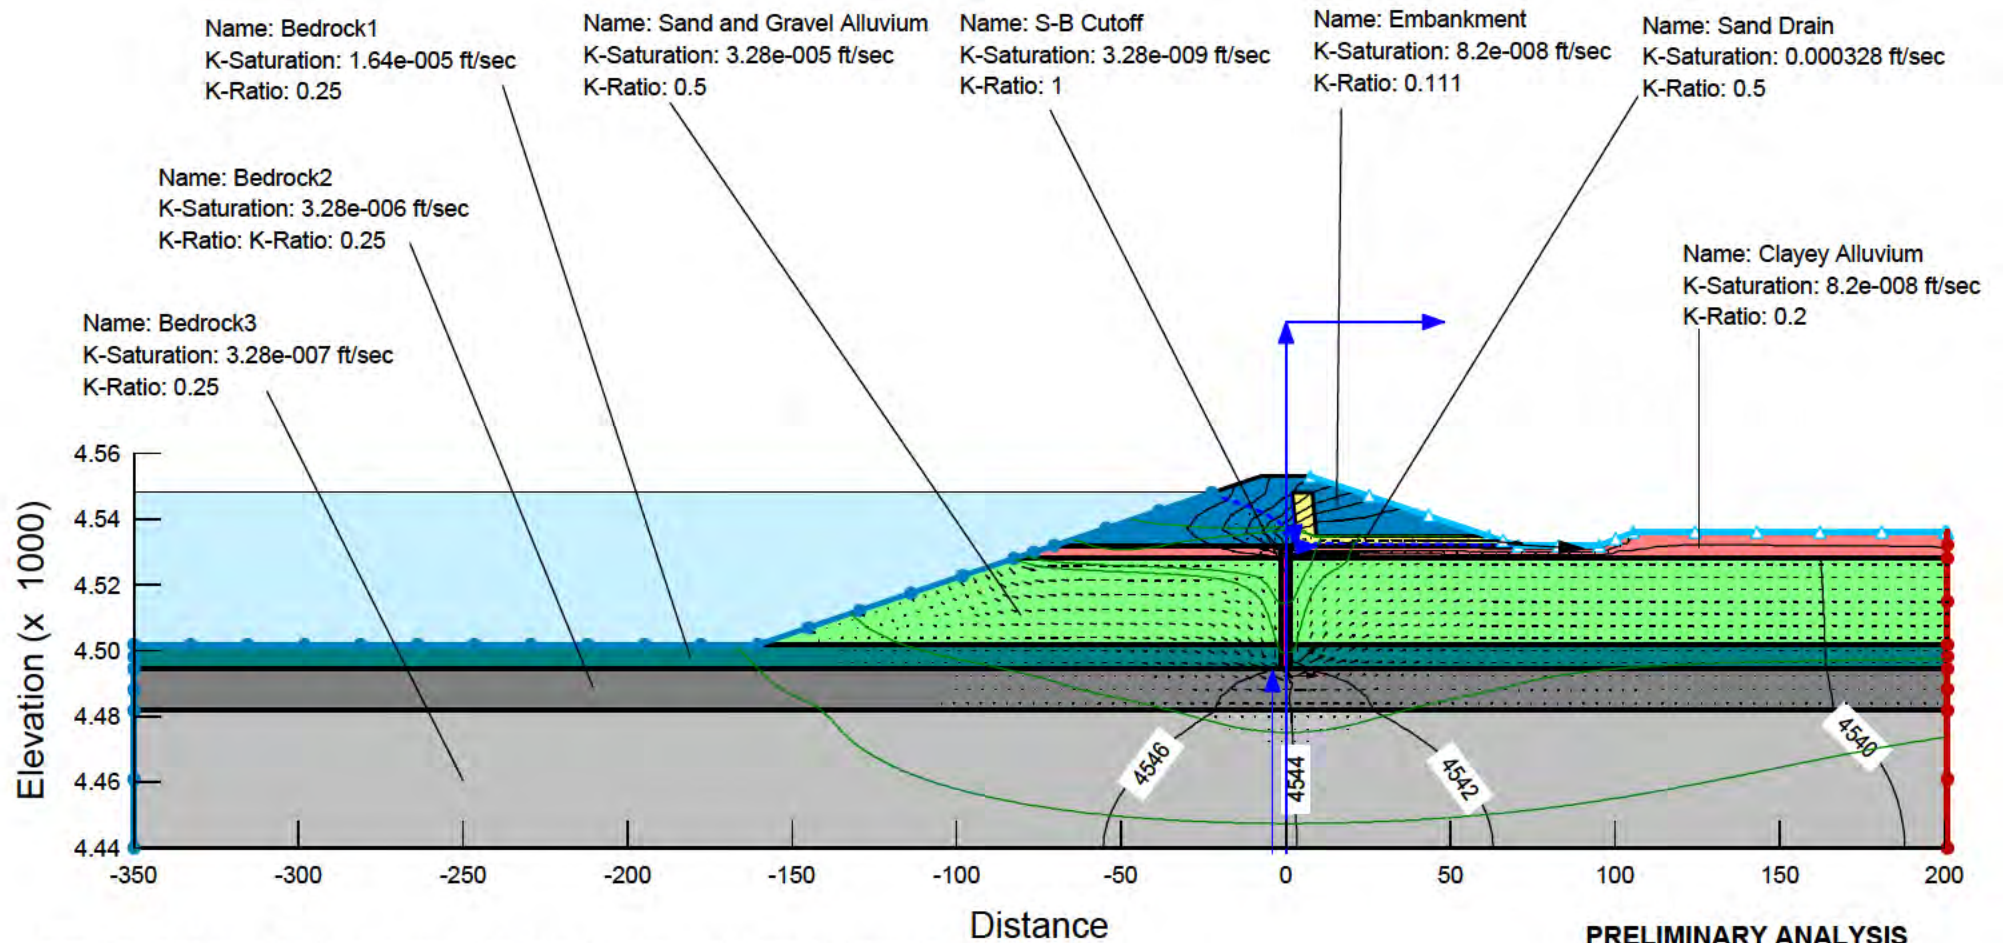 Name: Bedrock1
K-Saturation: 1.64e-005 ft/sec
K-Ratio: 0.25
Name: Sand and Gravel Alluvium
K-Saturation: 3.28e-005 ft/sec
K-Ratio: 0.5
Name: S-B Cutoff
K-Saturation: 3.28e-009 ft/sec
K-Ratio: 1
Name: Embankment
K-Saturation: 8.2e-008 ft/sec
K-Ratio: 0.111
Name: Sand Drain
K-Saturation: 0.000328 ft/sec
K-Ratio: 0.5
Name: Bedrock2
K-Saturation: 3.28e-006 ft/sec
K-Ratio: K-Ratio: 0.25
Name: Clayey Alluvium
K-Saturation: 8.2e-008 ft/sec
K-Ratio: 0.2
Name: Bedrock3
K-Saturation: 3.28e-007 ft/sec
K-Ratio: 0.25
Elevation (x 1000)
4.56
4.54
4.52
4.50
4.48
4.46
4.44
4546
4544
4542
4540
-350
-300
-250
-200
-150
-100
-50
0
50
100
150
200
Distance
PRELIMINARY ANALYSIS